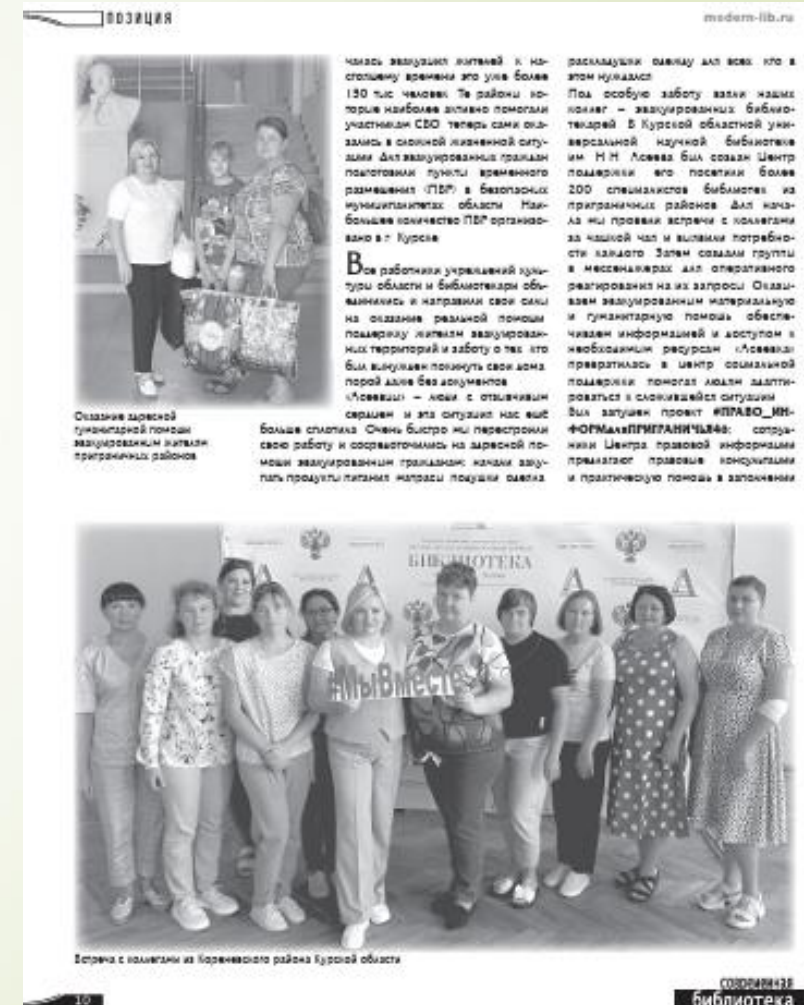 ПОЗИЦИЯ
modern-lib.ru
чалась эвакуация жителей к на-
стоящему времени это уже более
150 тыс человек Те районы ко-
торые наиболее активно помогали
участникам СВО теперь сами ока-
зались в сложной жизненной ситу-
ации Для эвакуированных граждан
подготовили пункты временного
размещения (ПВР) в безопасных
муниципалитетах области Наи-
большее количество ПВР организо-
вано в г Курске
Все работники учреждений куль-
туры области и библиотекари объ-
единились и направили свои силы
на оказание реальной помощи
поддержку жителям эвакуирован-
ных территорий и заботу о тех кто
был вынужден покинуть свои дома
порой даже без документов
«Асеевцы» – люди с отзывчивым
сердцем и эта ситуация нас ещё
больше сплотила Очень быстро мы перестроили
свою работу и сосредоточились на адресной по-
мощи эвакуированным гражданам: начали заку-
пать продукты питания матрасы подушки одеяла
Оказание адресной
гуманитарной помощи
эвакуированным жителям
приграничных районов
раскладушки одежду для всех кто в
этом нуждался
Под особую заботу взяли наших
коллег – эвакуированных библио-
текарей В Курской областной уни-
версальной научной библиотеке
им Н Н Асеева был создан Центр
поддержки его посетили более
200 специалистов библиотек из
приграничных районов Для нача-
ла мы провели встречи с коллегами
за чашкой чая и выявили потребно-
сти каждого Затем создали группы
в мессенджерах для оперативного
реагирования на их запросы Оказы-
ваем эвакуированным материальную
и гуманитарную помощь обеспе-
чиваем информацией и доступом к
необходимым ресурсам «Асеевка»
превратилась в центр социальной
поддержки помогая людям адапти-
роваться к сложившейся ситуации
Был запущен проект #ПРАВО_ИН-
ФОРМдляПРИГРАНИЧЬЯ46: сотруд-
ники Центра правовой информации
предлагают правовые консультации
и практическую помощь в заполнении
БИБЛИОТЕКА
#МыВместе
Встреча с коллегами из Кореневского района Курской области
10
современная
библиотека